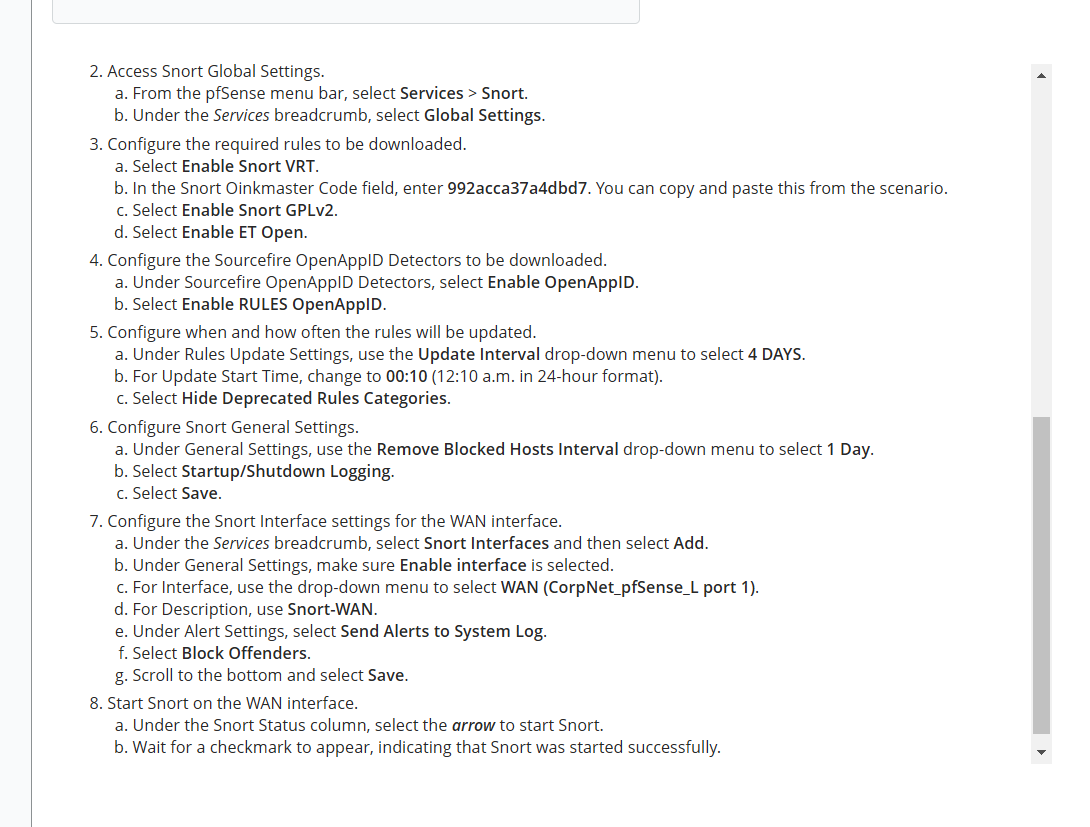 2. Access Snort Global Settings.
a. From the pfSense menu bar, select Services > Snort.
b. Under the Services breadcrumb, select Global Settings.
3. Configure the required rules to be downloaded.
a. Select Enable Snort VRT.
b. In the Snort Oinkmaster Code field, enter 992acca37a4dbd7. You can copy and paste this from the scenario.
c. Select Enable Snort GPLv2.
d. Select Enable ET Open.
4. Configure the Sourcefire OpenAppID Detectors to be downloaded.
a. Under Sourcefire OpenAppID Detectors, select Enable OpenAppID.
b. Select Enable RULES OpenAppID.
5. Configure when and how often the rules will be updated.
a. Under Rules Update Settings, use the Update Interval drop-down menu to select 4 DAYS.
b. For Update Start Time, change to 00:10 (12:10 a.m. in 24-hour format).
c. Select Hide Deprecated Rules Categories.
6. Configure Snort General Settings.
a. Under General Settings, use the Remove Blocked Hosts Interval drop-down menu to select 1 Day.
b. Select Startup/Shutdown Logging.
c. Select Save.
7. Configure the Snort Interface settings for the WAN interface.
a. Under the Services breadcrumb, select Snort Interfaces and then select Add.
b. Under General Settings, make sure Enable interface is selected.
c. For Interface, use the drop-down menu to select WAN (CorpNet_pfSense_L port 1).
d. For Description, use Snort-WAN.
e. Under Alert Settings, select Send Alerts to System Log.
f. Select Block Offenders.
g. Scroll to the bottom and select Save.
8. Start Snort on the WAN interface.
a. Under the Snort Status column, select the arrow to start Snort.
b. Wait for a checkmark to appear, indicating that Snort was started successfully.